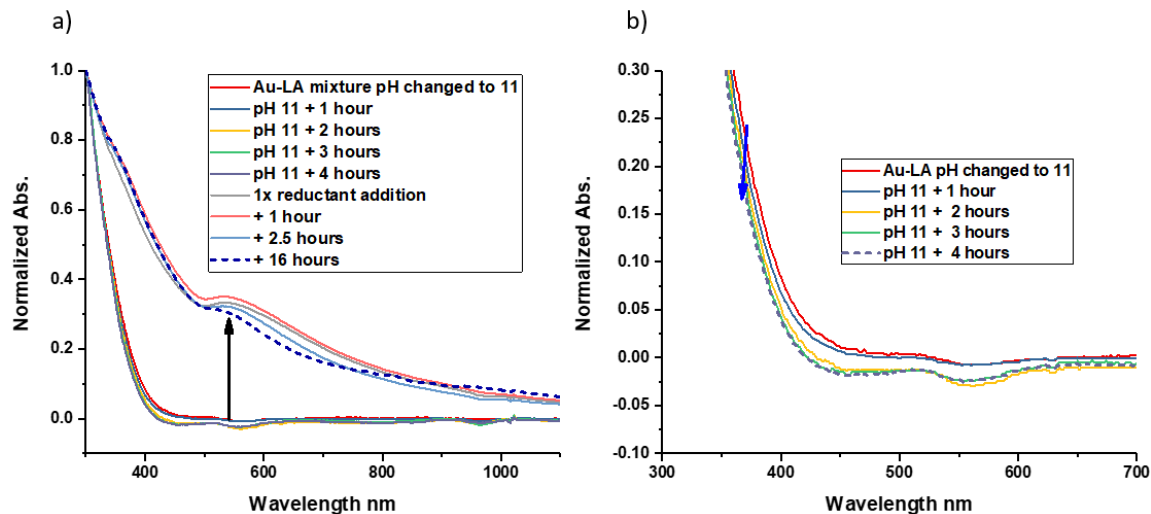 a)
Normalized Abs.
1.0
0.8
0.6
0.4
0.2
0.0
Au-LA mixture pH changed to 11
pH 11 + 1 hour
pH 11 + 2 hours
pH 11 + 3 hours
pH 11 + 4 hours
1x reductant addition
+ 1 hour
+ 2.5 hours
+ 16 hours
400
600
800
1000
Wavelength nm
b)
Normalized Abs.
0.30
0.25
0.20
0.15
0.10
0.05
0.00
-0.05
-0.10
Au-LA pH changed to 11
pH 11 + 1 hour
pH 11 + 2 hours
pH 11 + 3 hours
pH 11 + 4 hours
300
400
500
600
700
Wavelength nm